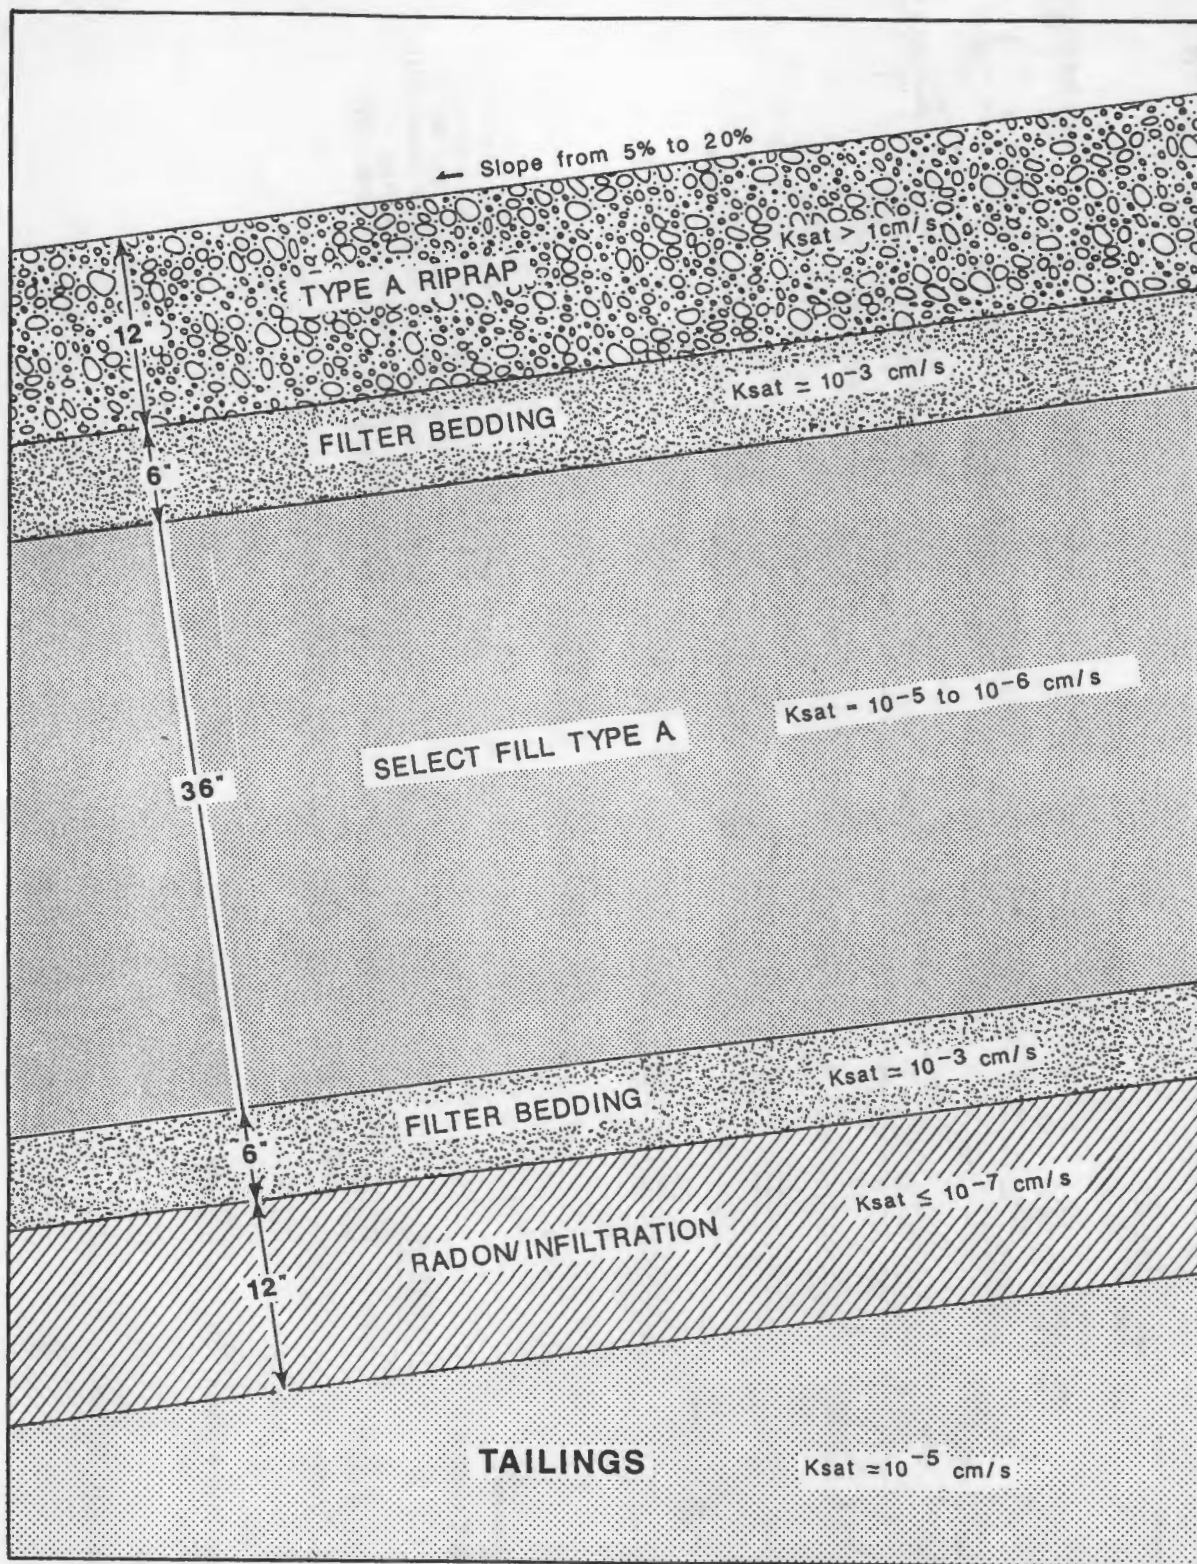 ← Slope from 5% to 20%
Ksat > 1cm/s
TYPE A RIPRAP
12"
Ksat ≃ 10⁻³ cm/s
FILTER BEDDING
6"
Ksat = 10⁻⁵ to 10⁻⁶ cm/s
SELECT FILL TYPE A
36"
Ksat ≃ 10⁻³ cm/s
FILTER BEDDING
6"
Ksat ≤ 10⁻⁷ cm/s
RADON/INFILTRATION
12"
TAILINGS
Ksat ≃ 10⁻⁵ cm/s